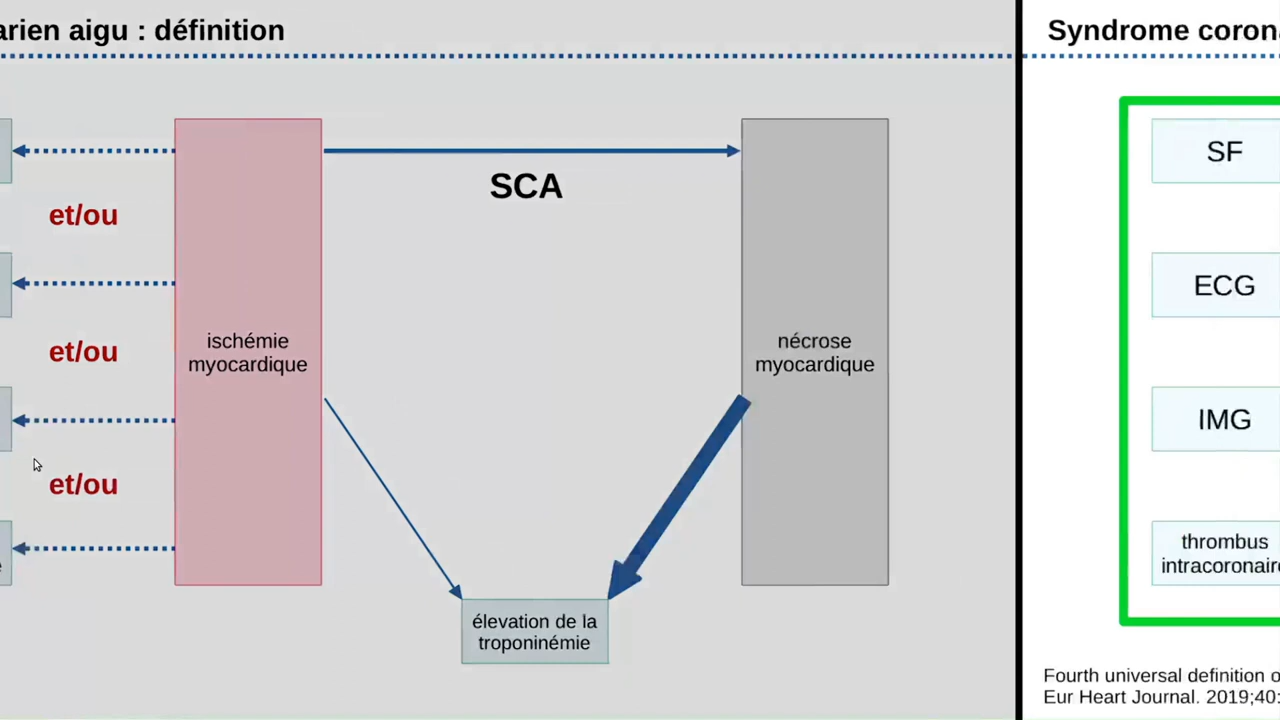 arien aigu : définition
SCA
et/ou
et/ou
et/ou
ischémie
myocardique
nécrose
myocardique
élevation de la
troponinémie
Syndrome coron
SF
ECG
IMG
thrombus
intracoronair
Fourth universal definition o
Eur Heart Journal. 2019;40: